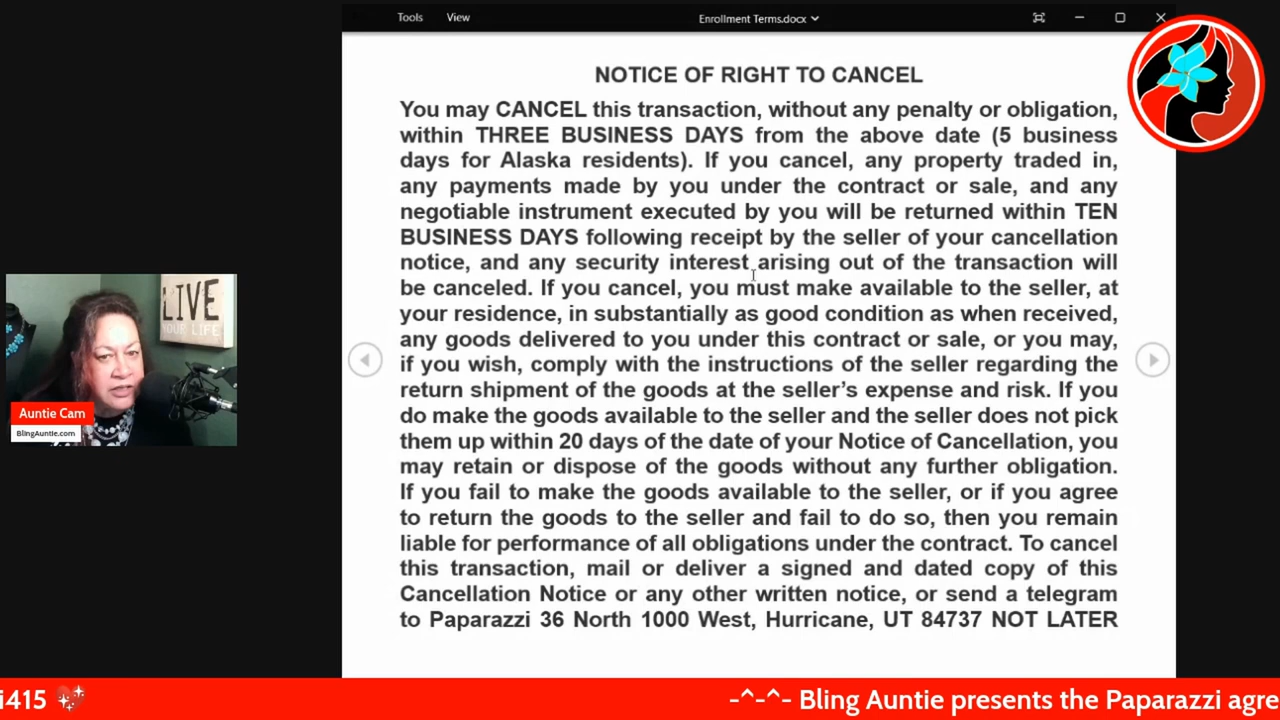 Tools View Enrollment Terms.docx
NOTICE OF RIGHT TO CANCEL
You may CANCEL this transaction, without any penalty or obligation,
within THREE BUSINESS DAYS from the above date (5 business
days for Alaska residents). If you cancel, any property traded in,
any payments made by you under the contract or sale, and any
negotiable instrument executed by you will be returned within TEN
BUSINESS DAYS following receipt by the seller of your cancellation
notice, and any security interest arising out of the transaction will
be canceled. If you cancel, you must make available to the seller, at
your residence, in substantially as good condition as when received,
any goods delivered to you under this contract or sale, or you may,
if you wish, comply with the instructions of the seller regarding the
return shipment of the goods at the seller's expense and risk. If you
do make the goods available to the seller and the seller does not pick
them up within 20 days of the date of your Notice of Cancellation, you
may retain or dispose of the goods without any further obligation.
If you fail to make the goods available to the seller, or if you agree
to return the goods to the seller and fail to do so, then you remain
liable for performance of all obligations under the contract. To cancel
this transaction, mail or deliver a signed and dated copy of this
Cancellation Notice or any other written notice, or send a telegram
to Paparazzi 36 North 1000 West, Hurricane, UT 84737 NOT LATER
LIVE
YOUR LIFE
Auntie Cam
BlingAuntie.com
i415 💖 -^-^- Bling Auntie presents the Paparazzi agre